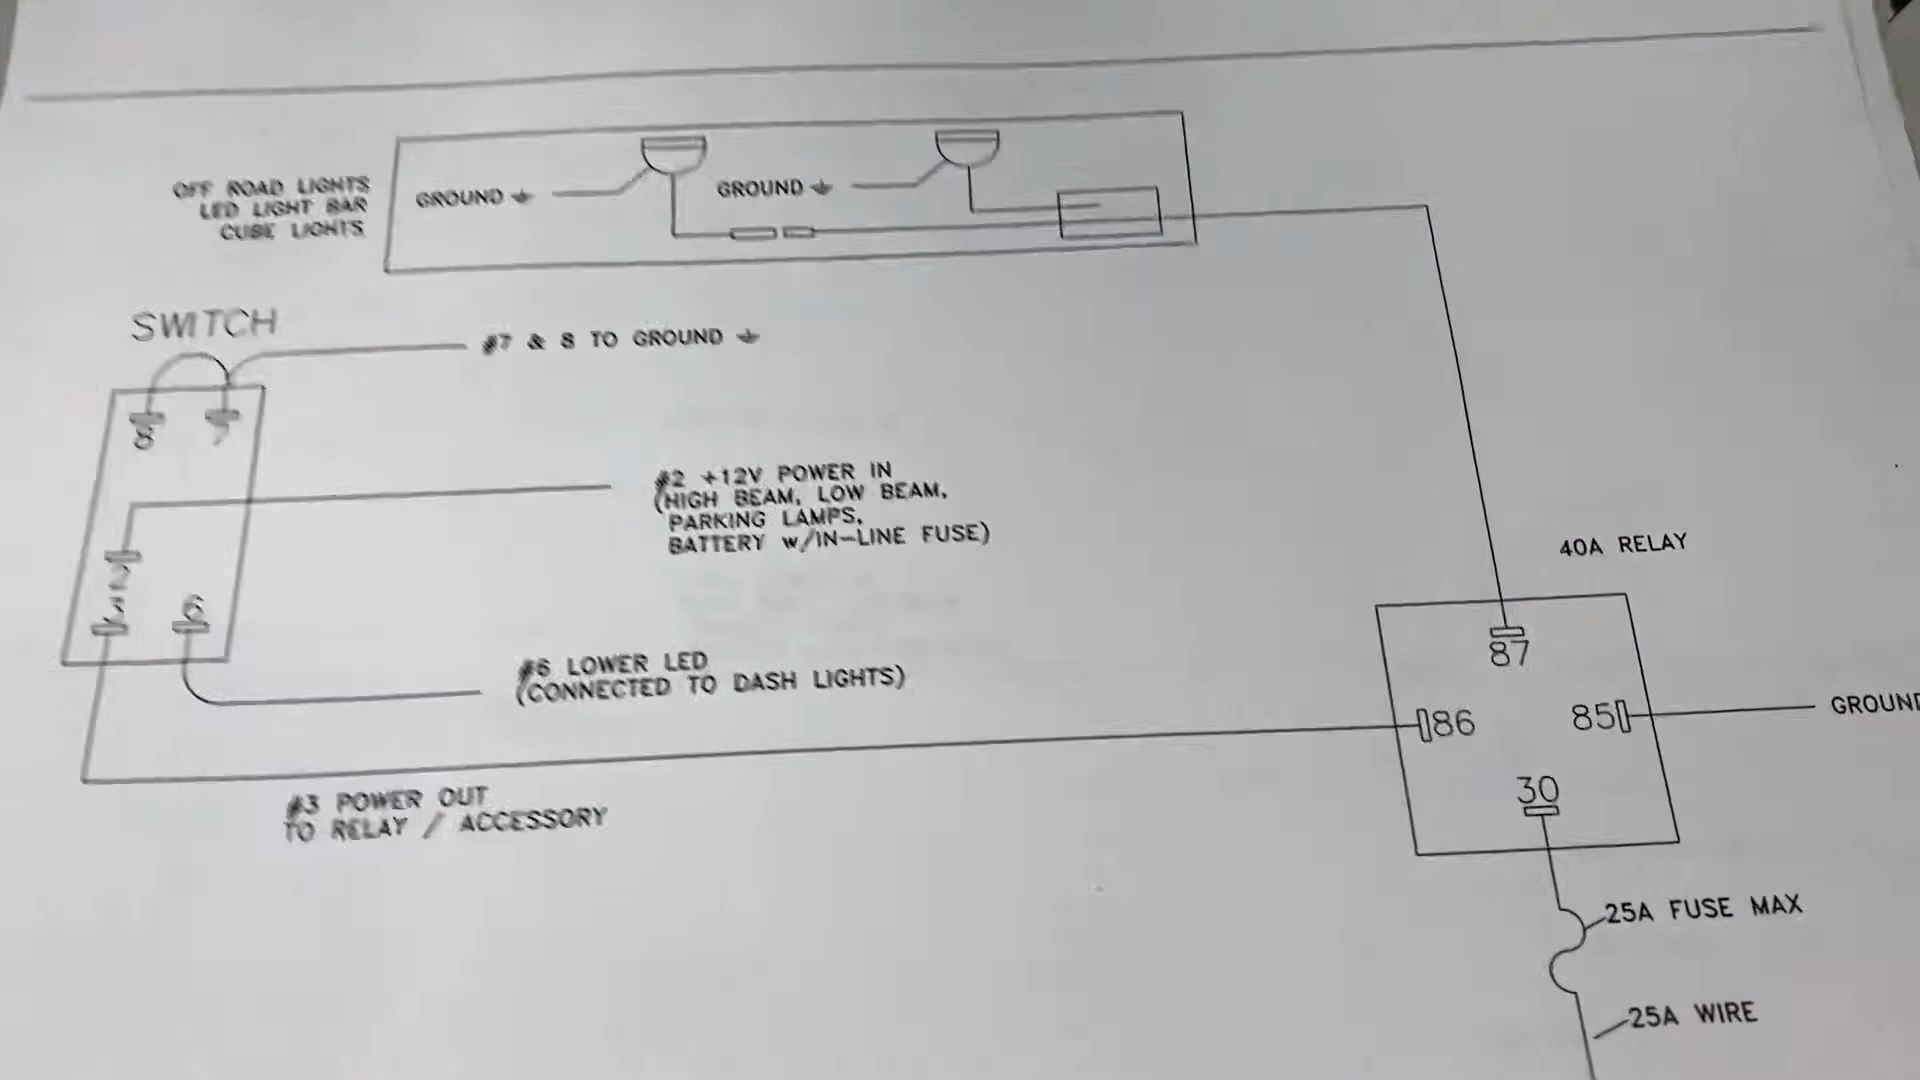 OFF ROAD LIGHTS
LED LIGHT BAR
CUBE LIGHTS
GROUND
GROUND
SWITCH
#7 & 8 TO GROUND
8 7
#2 +12V POWER IN
(HIGH BEAM, LOW BEAM,
PARKING LAMPS,
BATTERY w/IN-LINE FUSE)
2
3 6
#6 LOWER LED
(CONNECTED TO DASH LIGHTS)
#3 POWER OUT
TO RELAY / ACCESSORY
40A RELAY
87
86 85
GROUND
30
25A FUSE MAX
25A WIRE